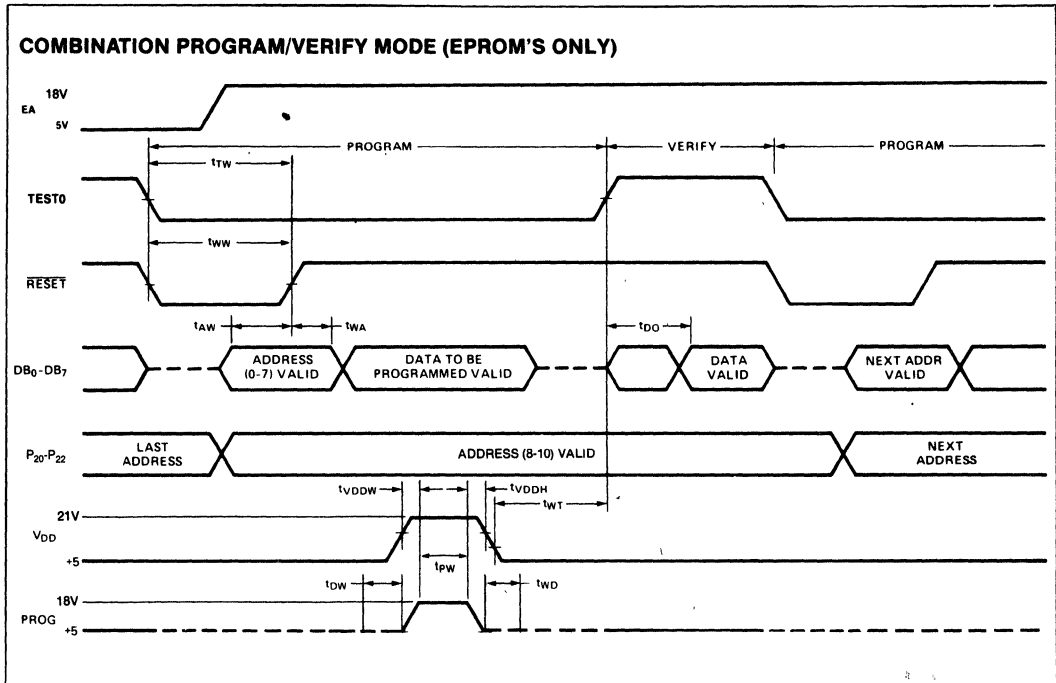 COMBINATION PROGRAM/VERIFY MODE (EPROM'S ONLY)
18V
EA
5V
PROGRAM
VERIFY
PROGRAM
tTW
TEST0
tWW
RESET
tAW
tWA
tDO
DB0-DB7
ADDRESS
(0-7) VALID
DATA TO BE
PROGRAMMED VALID
DATA
VALID
NEXT ADDR
VALID
P20-P22
LAST
ADDRESS
ADDRESS (8-10) VALID
NEXT
ADDRESS
tVDDW
tVDDH
tWT
21V
VDD
+5
tPW
tDW
tWD
18V
PROG
+5